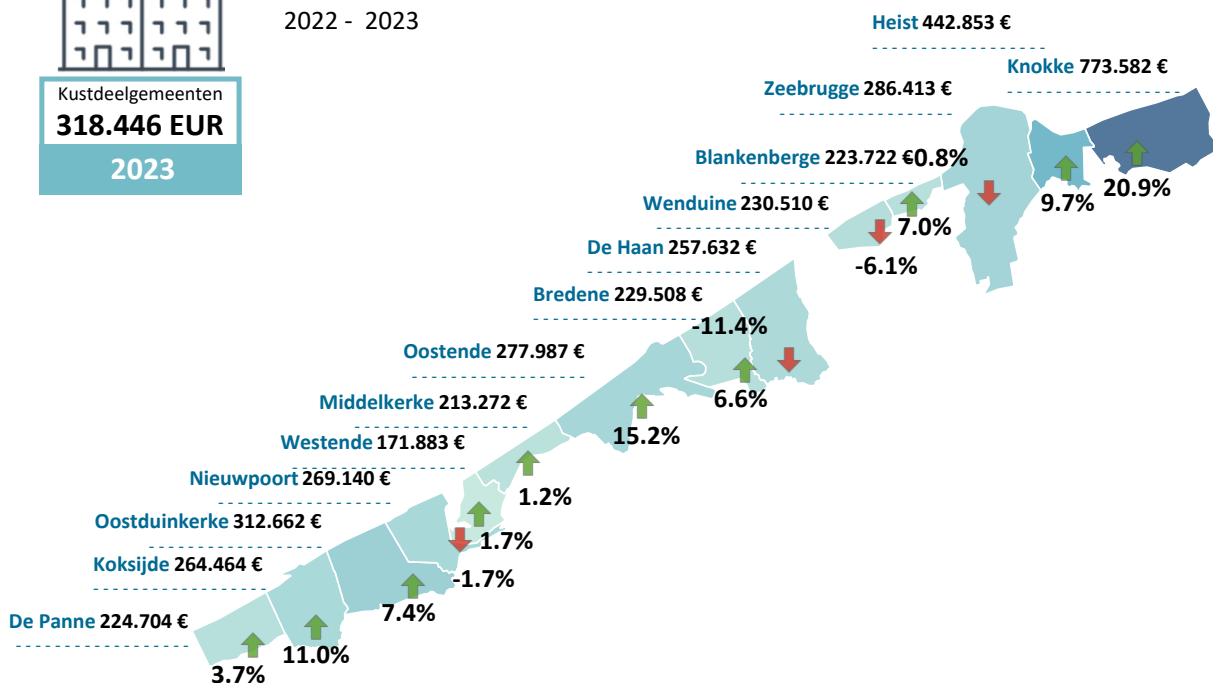 2022 - 2023
Kustdeelgemeenten
318.446 EUR
2023
Heist 442.853 €
Knokke 773.582 €
Zeebrugge 286.413 €
Blankenberge 223.722 €
-0.8%
Wenduine 230.510 €
De Haan 257.632 €
Bredene 229.508 €
Oostende 277.987 €
Middelkerke 213.272 €
Westende 171.883 €
Nieuwpoort 269.140 €
Oostduinkerke 312.662 €
Koksijde 264.464 €
De Panne 224.704 €
20.9%
9.7%
7.0%
-6.1%
-11.4%
6.6%
15.2%
1.2%
1.7%
-1.7%
7.4%
11.0%
3.7%